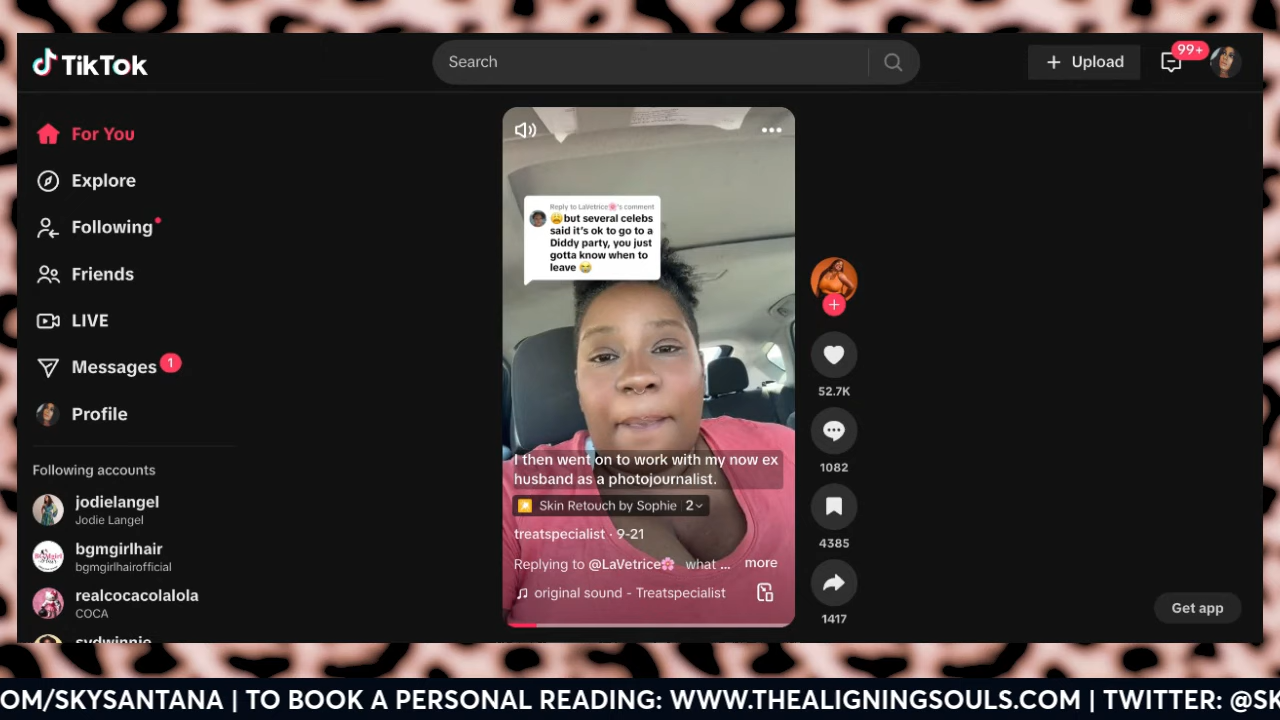 TikTok
Search
Upload
99+
For You
Explore
Following
Friends
LIVE
Messages 1
Profile
Following accounts
jodielangel
Jodie Langel
bgmgirlhair
bgmgirlhairofficial
realcocacolalola
COCA
sydwinnie
Reply to LaVetrice🌸's comment
😩but several celebs
said it's ok to go to a
Diddy party, you just
gotta know when to
leave 😭
I then went on to work with my now ex
husband as a photojournalist.
Skin Retouch by Sophie | 2
treatspecialist · 9-21
Replying to @LaVetrice🌸 what ... more
original sound - Treatspecialist
52.7K
1082
4385
1417
Get app
OM/SKYSANTANA | TO BOOK A PERSONAL READING: WWW.THEALIGNINGSOULS.COM | TWITTER: @SK